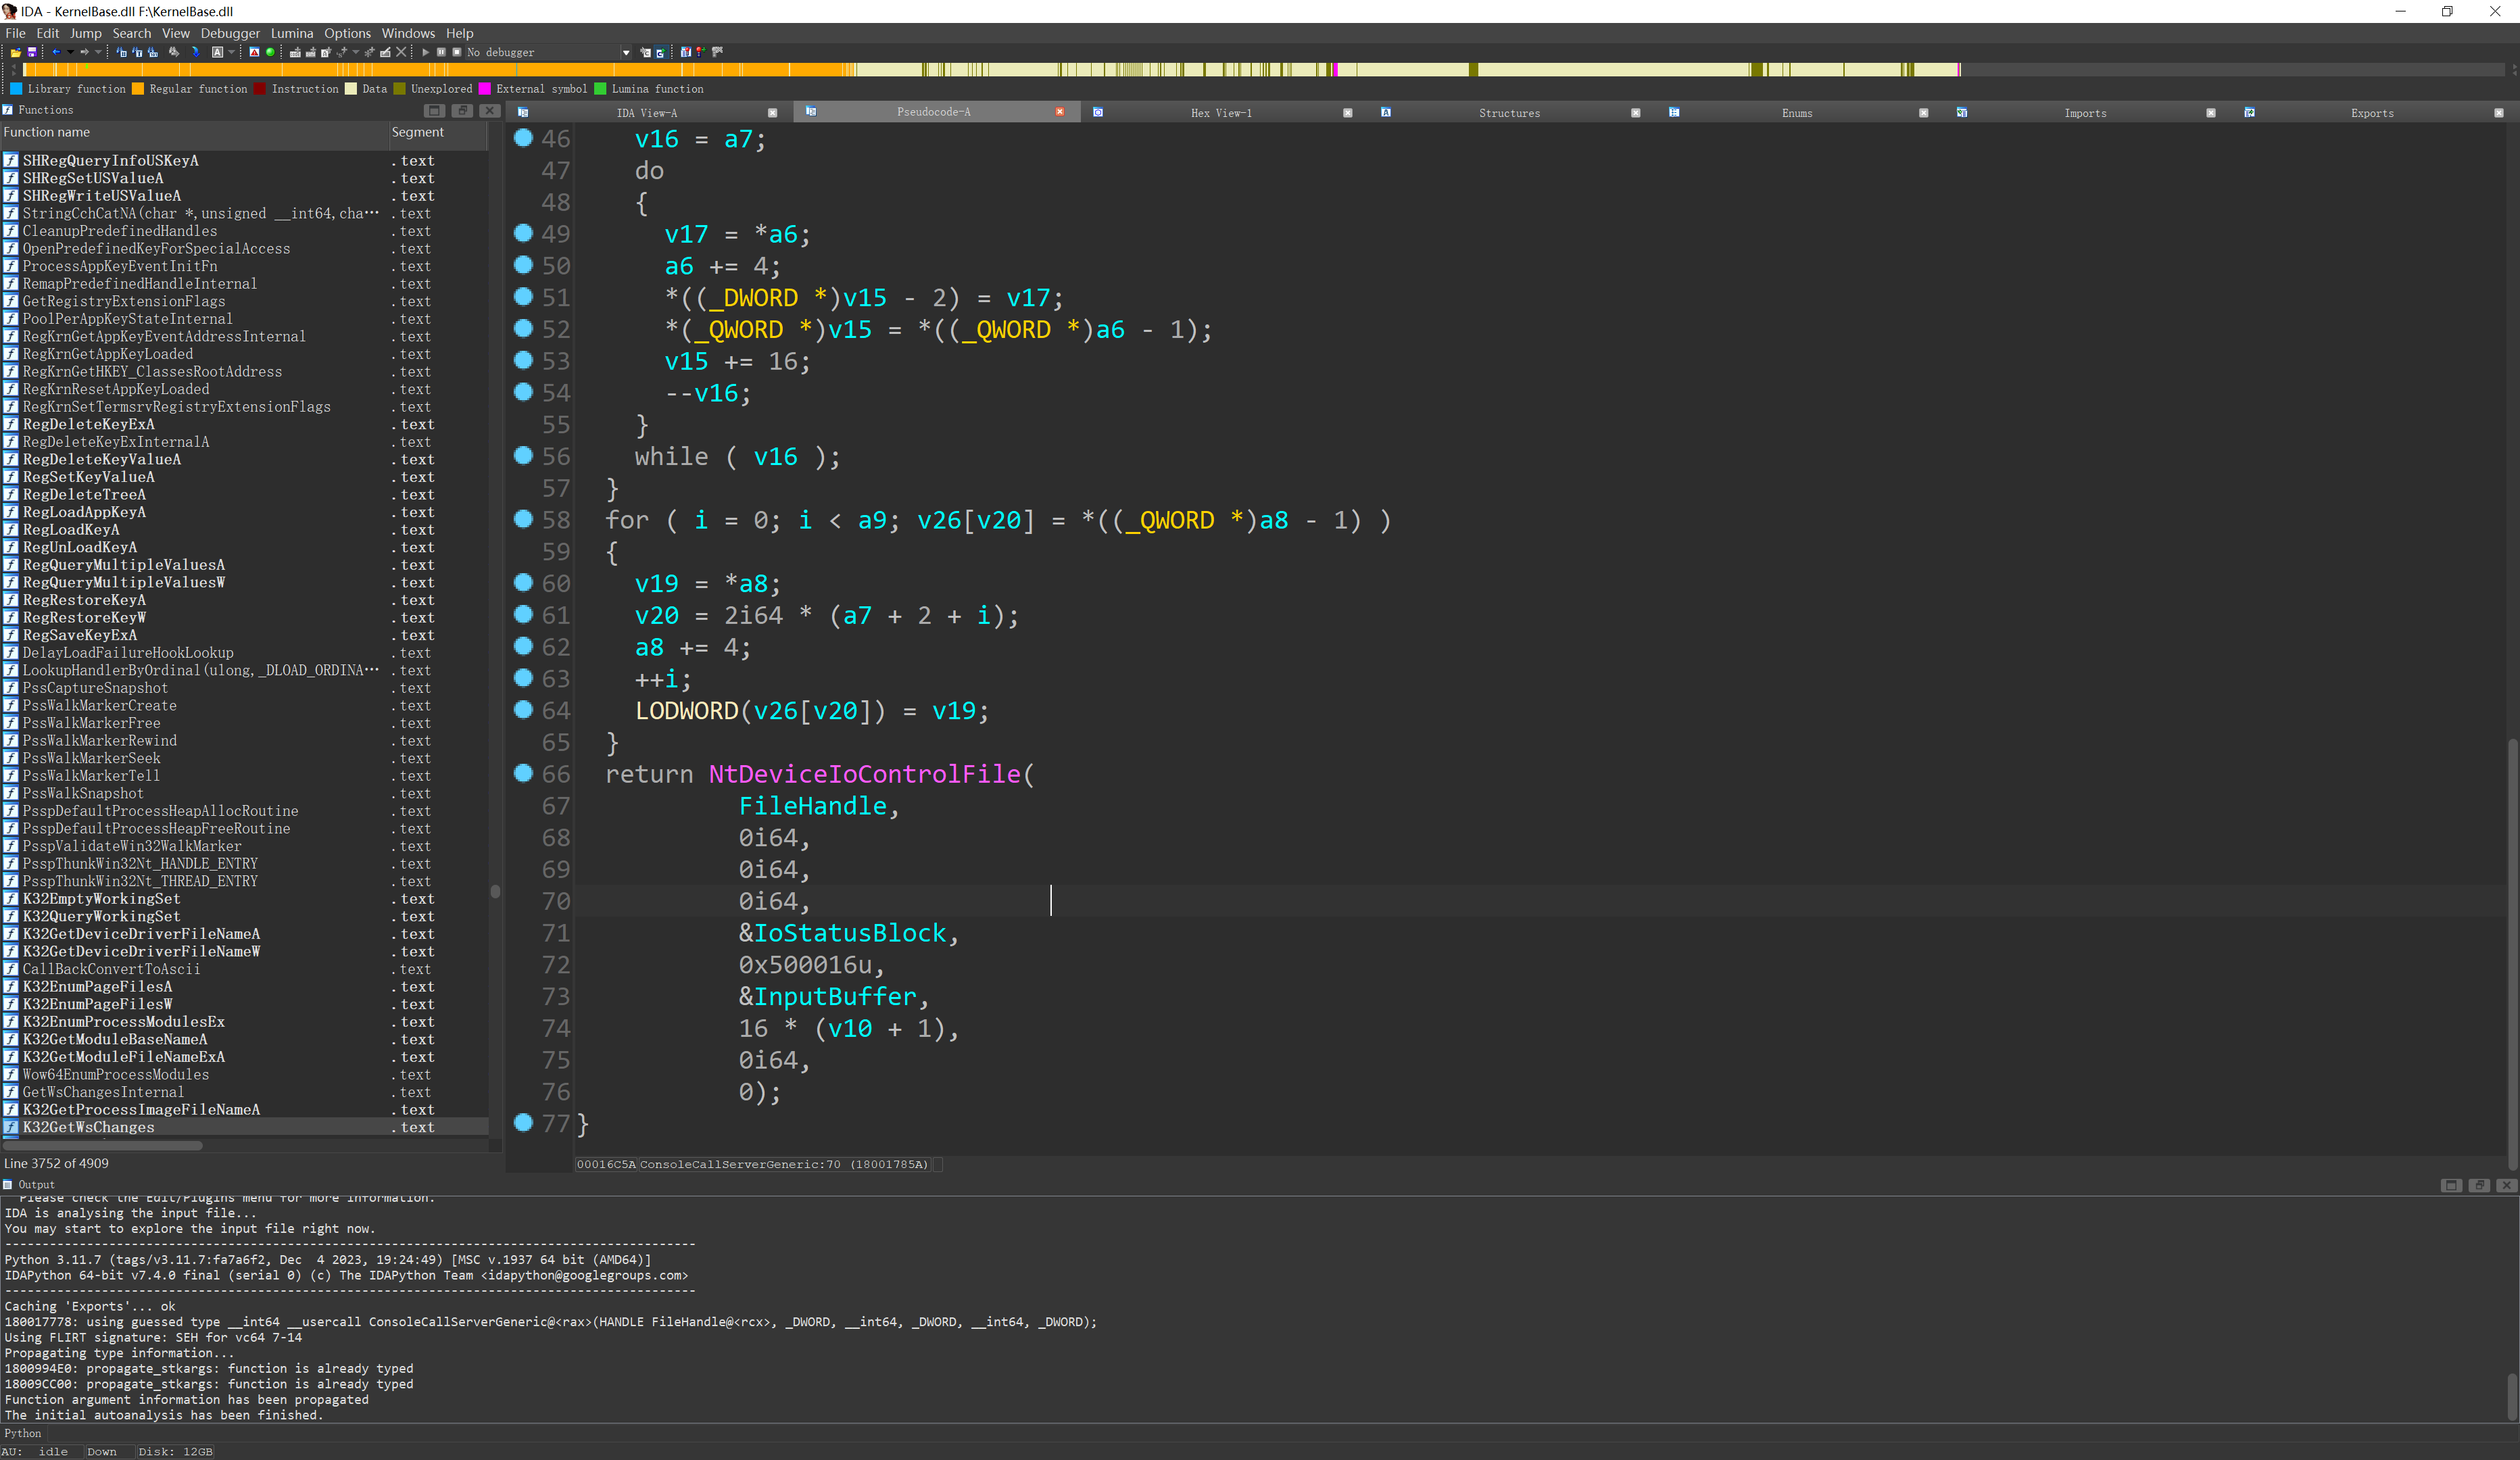 IDA - KernelBase.dll F:\KernelBase.dll
File Edit Jump Search View Debugger Lumina Options Windows Help
No debugger
Library function Regular function Instruction Data Unexplored External symbol Lumina function
Functions
Function name Segment
SHRegQueryInfoUSKeyA .text
SHRegSetUSValueA .text
SHRegWriteUSValueA .text
StringCchCatNA(char *,unsigned __int64,cha… .text
CleanupPredefinedHandles .text
OpenPredefinedKeyForSpecialAccess .text
ProcessAppKeyEventInitFn .text
RemapPredefinedHandleInternal .text
GetRegistryExtensionFlags .text
PoolPerAppKeyStateInternal .text
RegKrnGetAppKeyEventAddressInternal .text
RegKrnGetAppKeyLoaded .text
RegKrnGetHKEY_ClassesRootAddress .text
RegKrnResetAppKeyLoaded .text
RegKrnSetTermsrvRegistryExtensionFlags .text
RegDeleteKeyExA .text
RegDeleteKeyExInternalA .text
RegDeleteKeyValueA .text
RegSetKeyValueA .text
RegDeleteTreeA .text
RegLoadAppKeyA .text
RegLoadKeyA .text
RegUnLoadKeyA .text
RegQueryMultipleValuesA .text
RegQueryMultipleValuesW .text
RegRestoreKeyA .text
RegRestoreKeyW .text
RegSaveKeyExA .text
DelayLoadFailureHookLookup .text
LookupHandlerByOrdinal(ulong,_DLOAD_ORDINA… .text
PssCaptureSnapshot .text
PssWalkMarkerCreate .text
PssWalkMarkerFree .text
PssWalkMarkerRewind .text
PssWalkMarkerSeek .text
PssWalkMarkerTell .text
PssWalkSnapshot .text
PsspDefaultProcessHeapAllocRoutine .text
PsspDefaultProcessHeapFreeRoutine .text
PsspValidateWin32WalkMarker .text
PsspThunkWin32Nt_HANDLE_ENTRY .text
PsspThunkWin32Nt_THREAD_ENTRY .text
K32EmptyWorkingSet .text
K32QueryWorkingSet .text
K32GetDeviceDriverFileNameA .text
K32GetDeviceDriverFileNameW .text
CallBackConvertToAscii .text
K32EnumPageFilesA .text
K32EnumPageFilesW .text
K32EnumProcessModulesEx .text
K32GetModuleBaseNameA .text
K32GetModuleFileNameExA .text
Wow64EnumProcessModules .text
GetWsChangesInternal .text
K32GetProcessImageFileNameA .text
K32GetWsChanges .text
Line 3752 of 4909
IDA View-A Pseudocode-A Hex View-1 Structures Enums Imports Exports
46 v16 = a7;
47 do
48 {
49 v17 = *a6;
50 a6 += 4;
51 *((_DWORD *)v15 - 2) = v17;
52 *(_QWORD *)v15 = *((_QWORD *)a6 - 1);
53 v15 += 16;
54 --v16;
55 }
56 while ( v16 );
57 }
58 for ( i = 0; i < a9; v26[v20] = *((_QWORD *)a8 - 1) )
59 {
60 v19 = *a8;
61 v20 = 2i64 * (a7 + 2 + i);
62 a8 += 4;
63 ++i;
64 LODWORD(v26[v20]) = v19;
65 }
66 return NtDeviceIoControlFile(
67 FileHandle,
68 0i64,
69 0i64,
70 0i64,
71 &IoStatusBlock,
72 0x500016u,
73 &InputBuffer,
74 16 * (v10 + 1),
75 0i64,
76 0);
77 }
00016C5A ConsoleCallServerGeneric:70 (18001785A)
Output
Please check the Edit/Plugins menu for more information.
IDA is analysing the input file...
You may start to explore the input file right now.
Python 3.11.7 (tags/v3.11.7:fa7a6f2, Dec  4 2023, 19:24:49) [MSC v.1937 64 bit (AMD64)]
IDAPython 64-bit v7.4.0 final (serial 0) (c) The IDAPython Team <idapython@googlegroups.com>
Caching 'Exports'... ok
180017778: using guessed type __int64 __usercall ConsoleCallServerGeneric@<rax>(HANDLE FileHandle@<rcx>, _DWORD, __int64, _DWORD, __int64, _DWORD);
Using FLIRT signature: SEH for vc64 7-14
Propagating type information...
1800994E0: propagate_stkargs: function is already typed
18009CC00: propagate_stkargs: function is already typed
Function argument information has been propagated
The initial autoanalysis has been finished.
Python
AU: idle Down Disk: 12GB